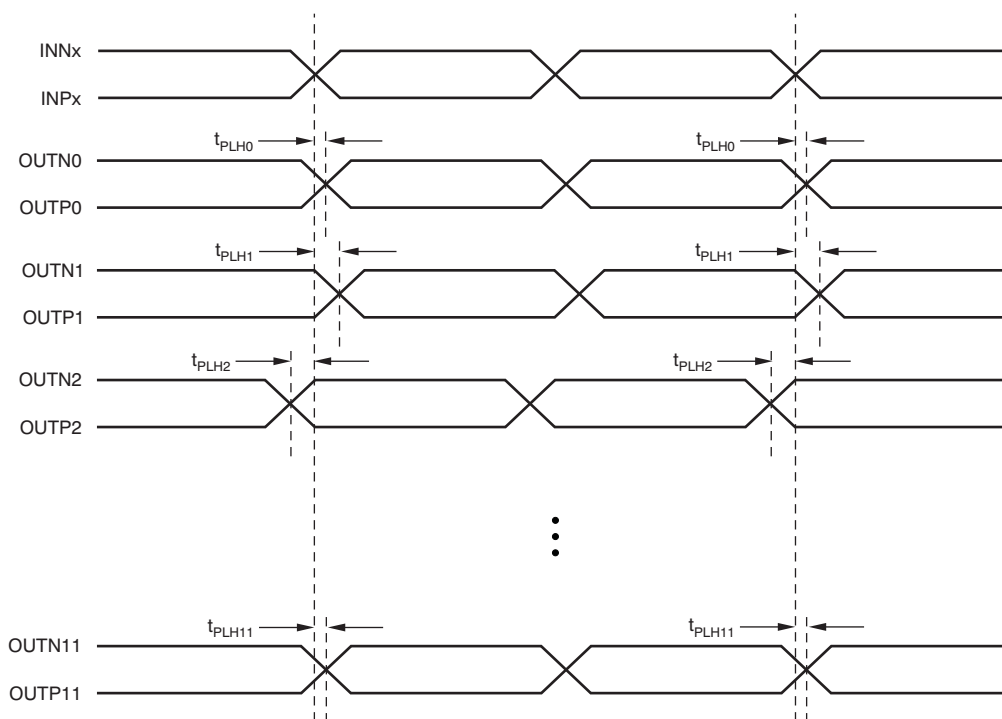 INNx
INPx
tPLH0 tPLH0
OUTN0
OUTP0
tPLH1 tPLH1
OUTN1
OUTP1
tPLH2 tPLH2
OUTN2
OUTP2
tPLH11 tPLH11
OUTN11
OUTP11